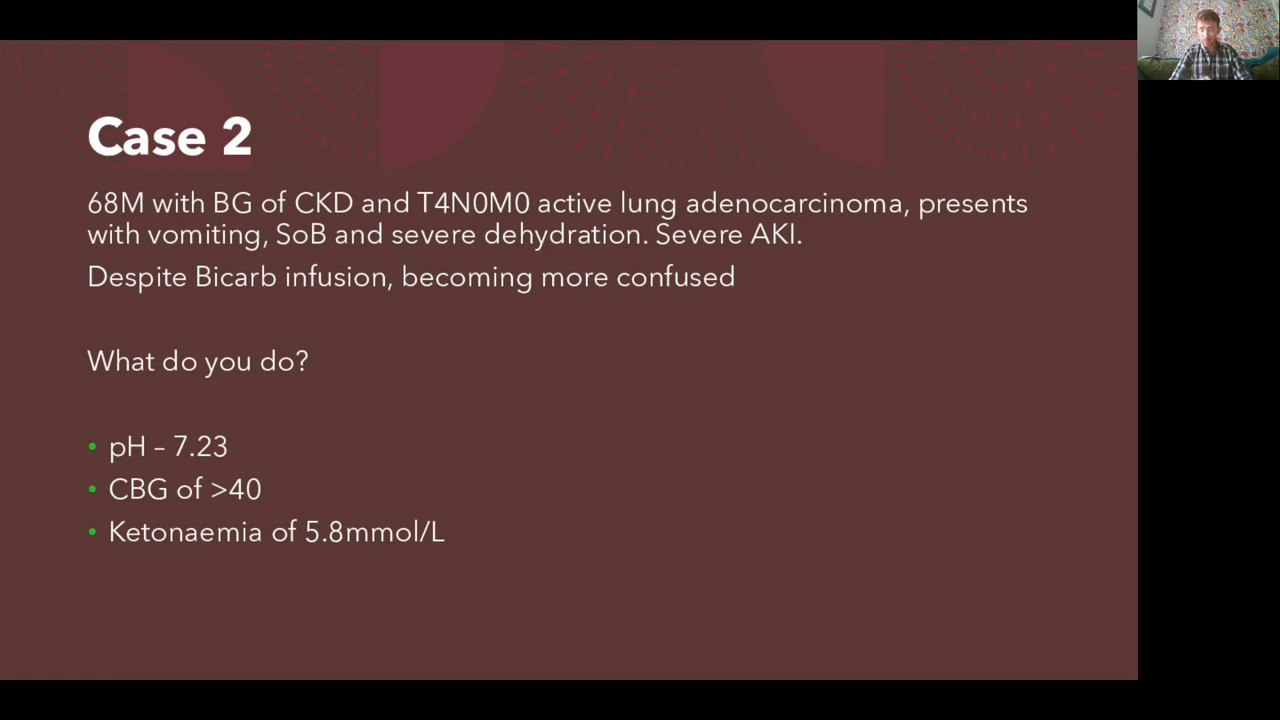 Case 2
68M with BG of CKD and T4N0M0 active lung adenocarcinoma, presents
with vomiting, SoB and severe dehydration. Severe AKI.
Despite Bicarb infusion, becoming more confused
What do you do?
• pH – 7.23
• CBG of >40
• Ketonaemia of 5.8mmol/L